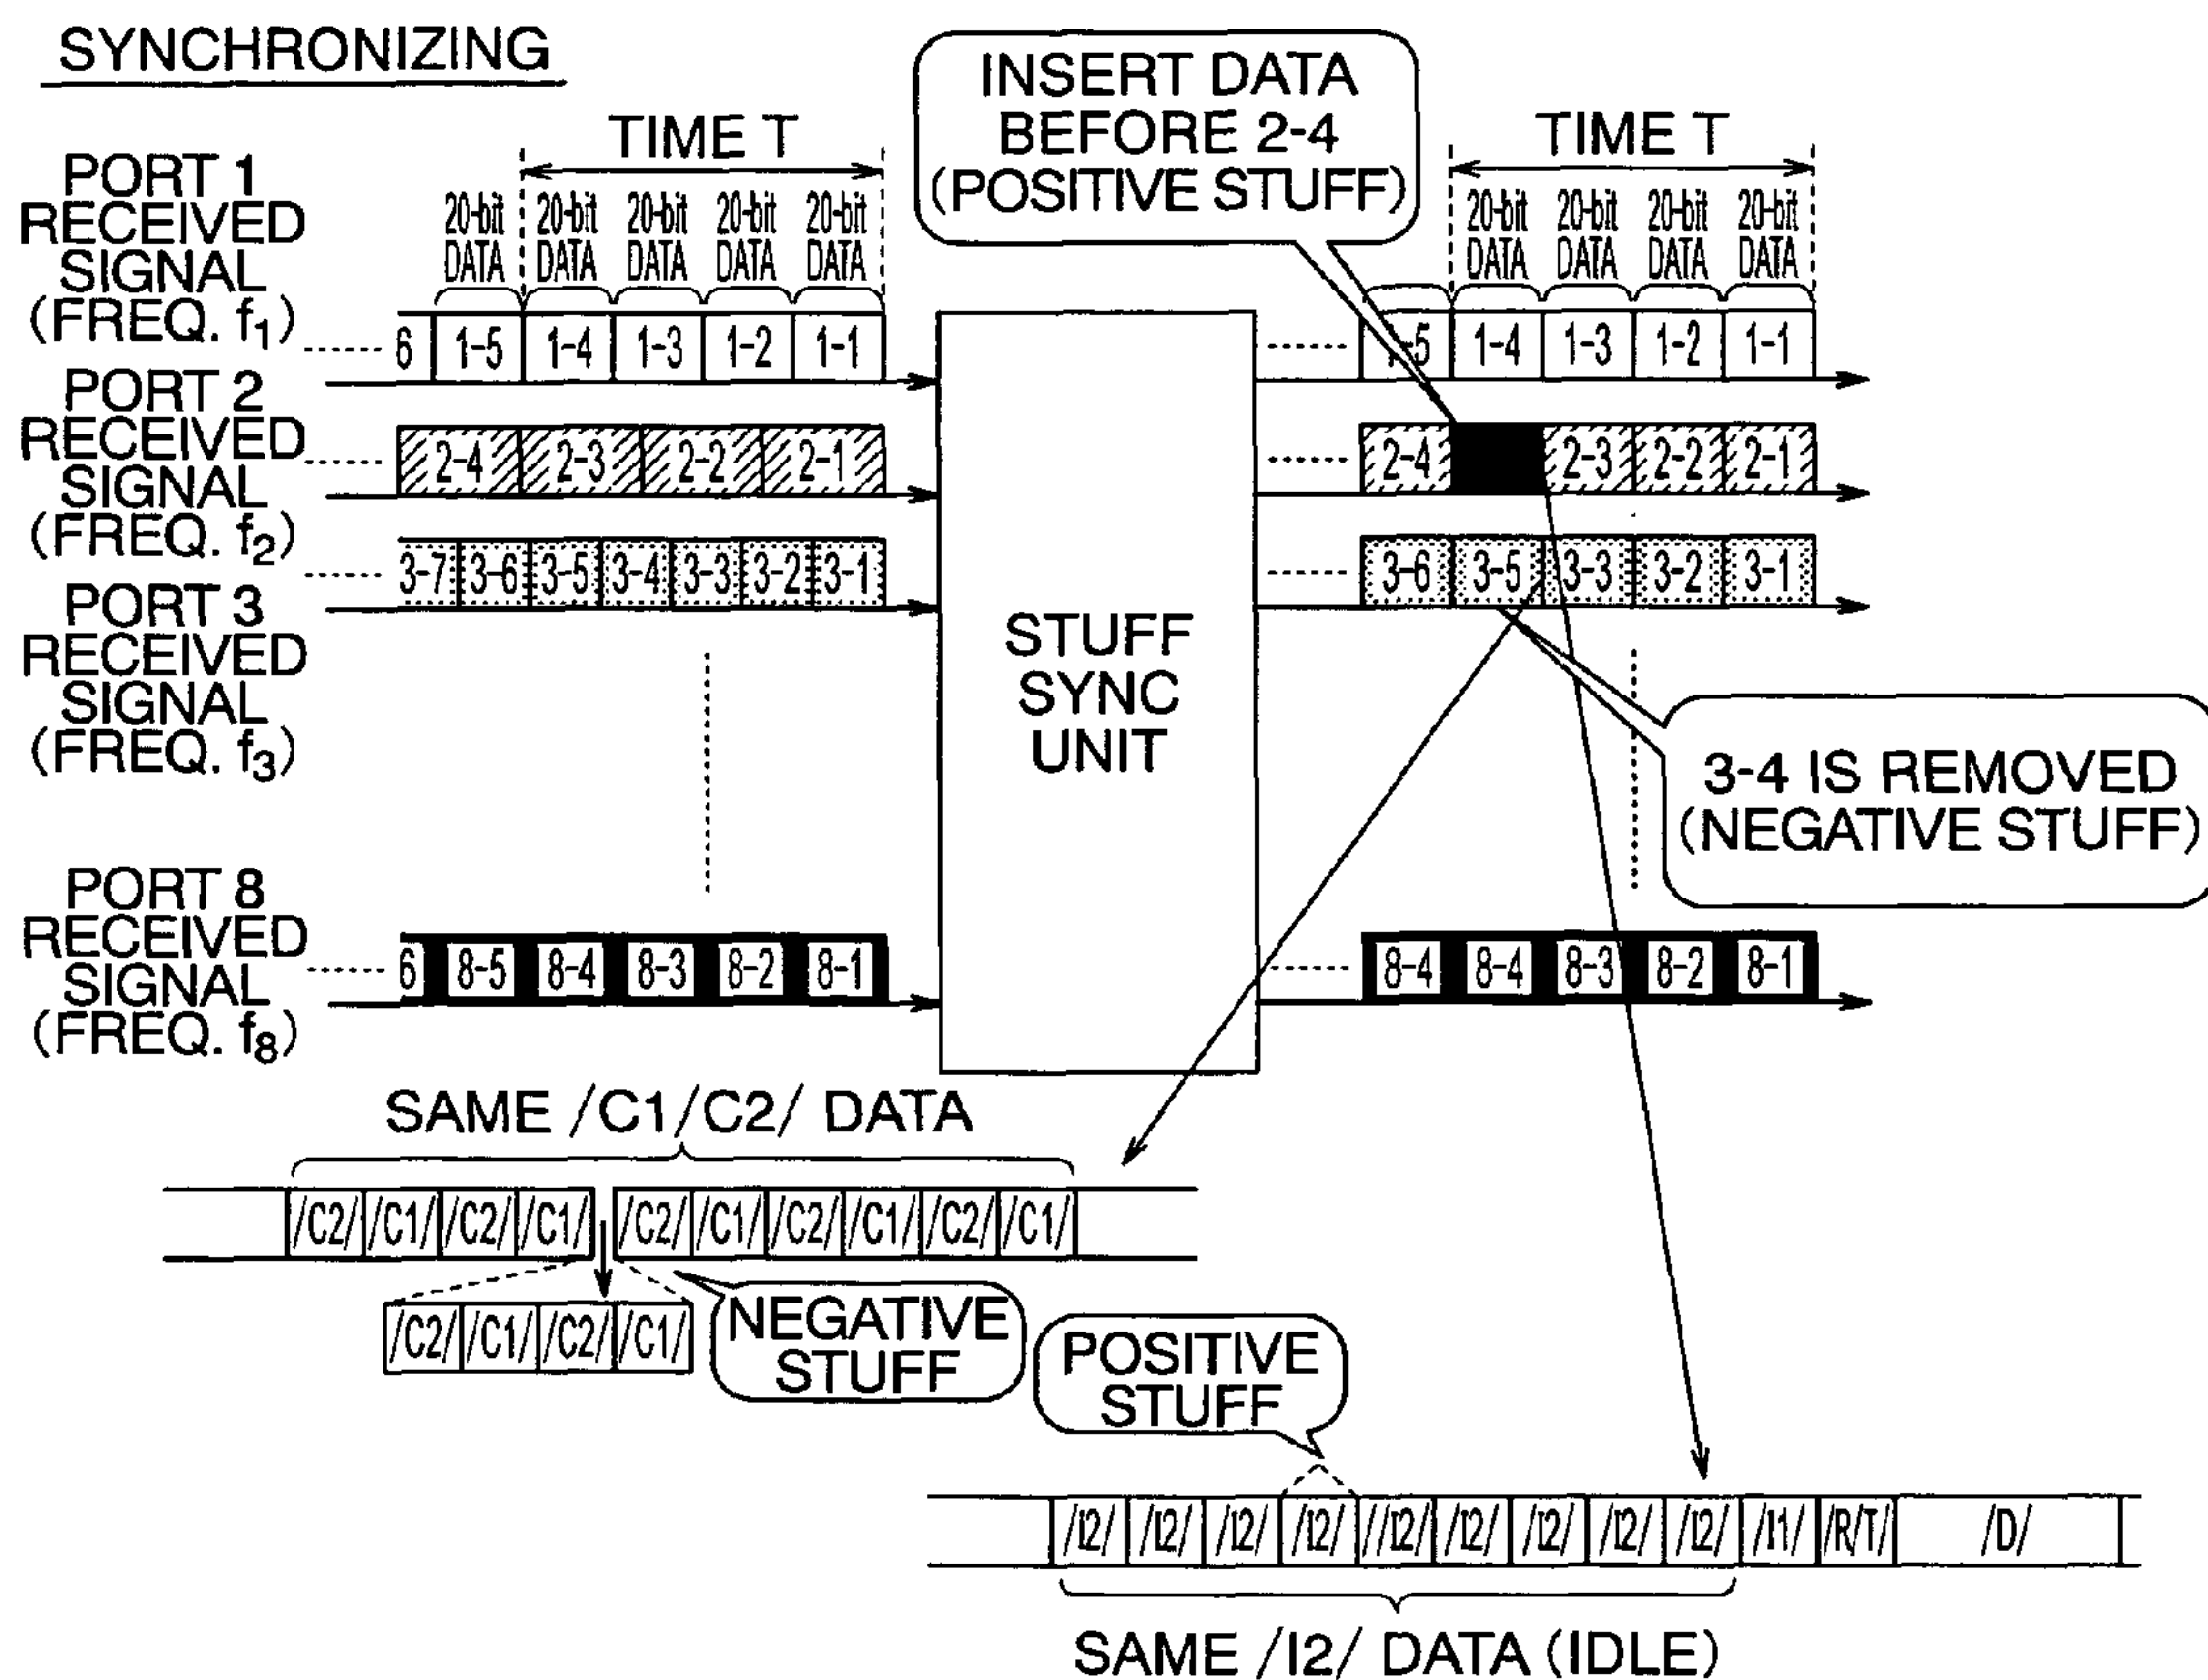 SYNCHRONIZING
INSERT DATA
BEFORE 2-4
(POSITIVE STUFF)
TIME T
TIME T
PORT 1
RECEIVED
SIGNAL
(FREQ. f1)
20-bit DATA
20-bit DATA
20-bit DATA
20-bit DATA
20-bit DATA
6 1-5 1-4 1-3 1-2 1-1
20-bit DATA
20-bit DATA
20-bit DATA
20-bit DATA
1-5 1-4 1-3 1-2 1-1
PORT 2
RECEIVED
SIGNAL
(FREQ. f2)
2-4 2-3 2-2 2-1
2-4 2-3 2-2 2-1
PORT 3
RECEIVED
SIGNAL
(FREQ. f3)
3-7 3-6 3-5 3-4 3-3 3-2 3-1
3-6 3-5 3-3 3-2 3-1
STUFF
SYNC
UNIT
3-4 IS REMOVED
(NEGATIVE STUFF)
PORT 8
RECEIVED
SIGNAL
(FREQ. f8)
6 8-5 8-4 8-3 8-2 8-1
8-4 8-4 8-3 8-2 8-1
SAME /C1/C2/ DATA
/C2/ /C1/ /C2/ /C1/ /C2/ /C1/ /C2/ /C1/ /C2/ /C1/
/C2/ /C1/ /C2/ /C1/
NEGATIVE
STUFF
POSITIVE
STUFF
/I2/ /I2/ /I2/ /I2/ //I2/ /I2/ /I2/ /I2/ /I2/ /I1/ /R/T/ /D/
SAME /I2/ DATA (IDLE)